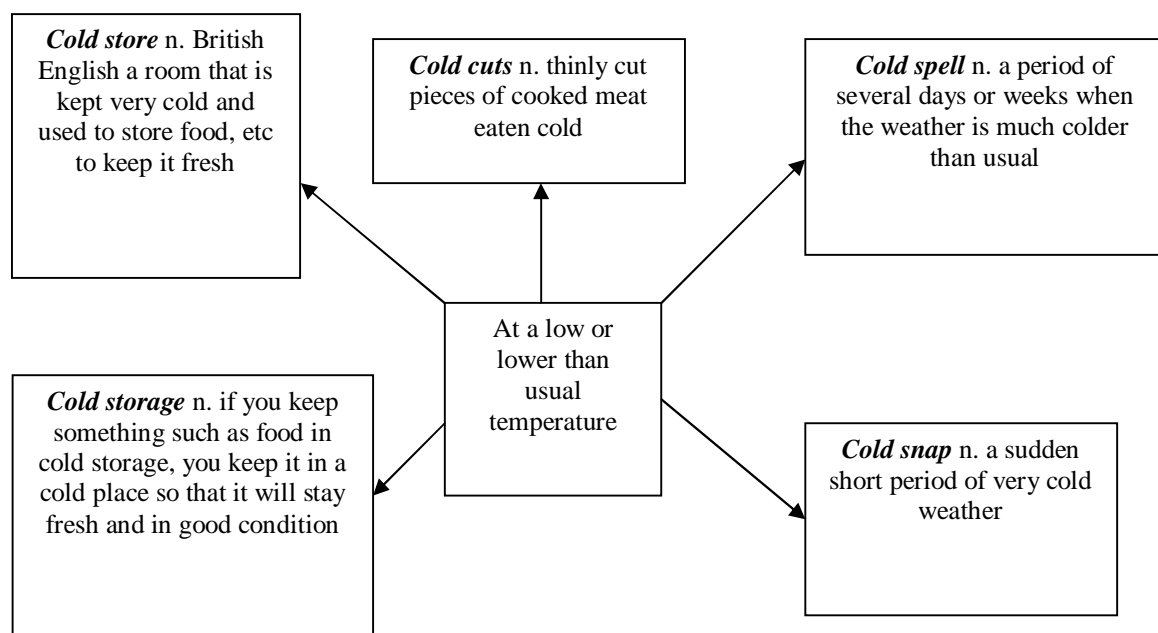 Cold store n. British
English a room that is
kept very cold and
used to store food, etc
to keep it fresh
Cold cuts n. thinly cut
pieces of cooked meat
eaten cold
Cold spell n. a period of
several days or weeks when
the weather is much colder
than usual
At a low or
lower than
usual
temperature
Cold storage n. if you keep
something such as food in
cold storage, you keep it in a
cold place so that it will stay
fresh and in good condition
Cold snap n. a sudden
short period of very cold
weather